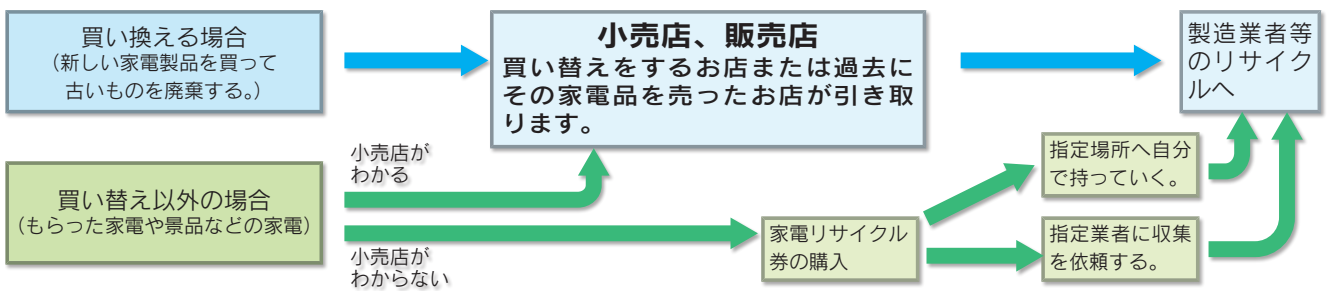 買い換える場合
（新しい家電製品を買って
古いものを廃棄する。）
小売店、販売店
買い替えをするお店または過去に
その家電品を売ったお店が引き取
ります。
製造業者等
のリサイク
ルへ
買い替え以外の場合
（もらった家電や景品などの家電）
小売店が
わかる
小売店が
わからない
家電リサイクル
券の購入
指定場所へ自分
で持っていく。
指定業者に収集
を依頼する。